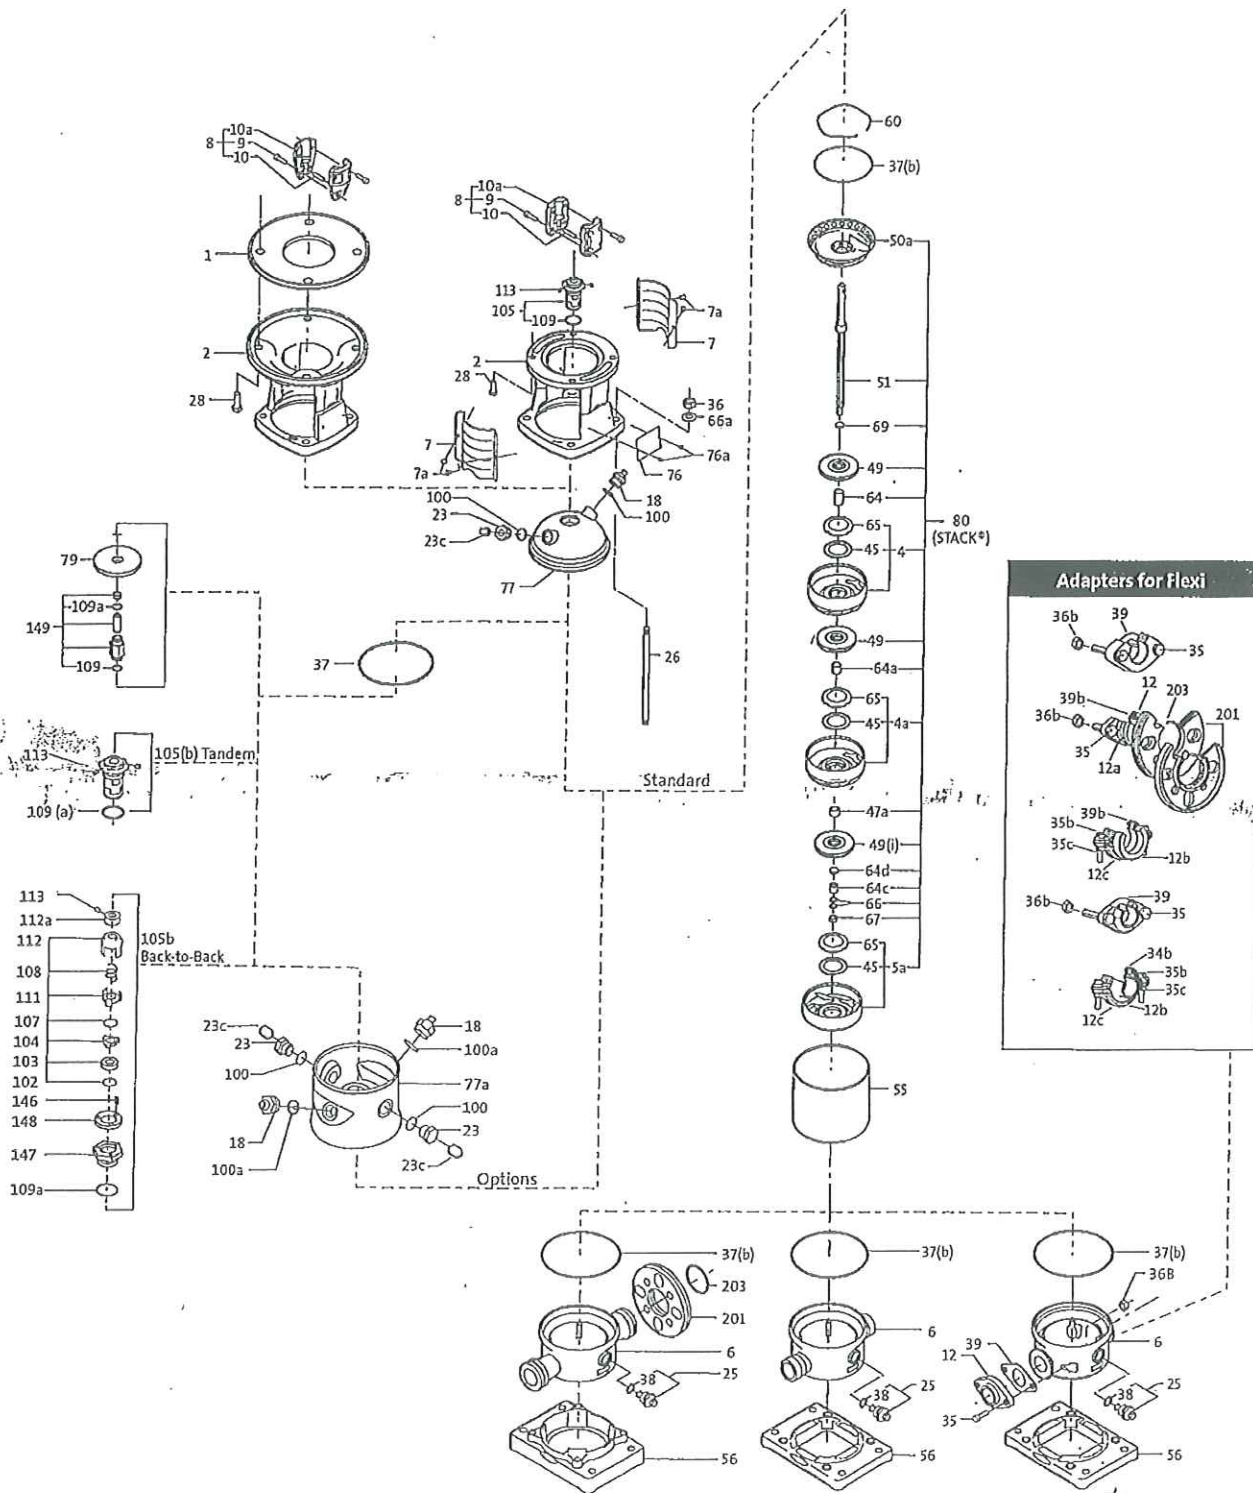 10a
8 9
10
1
2
28
10a
8 9
10
113
105
109
2
28
7a
7
36
66a
7
7a
76a
76
18
100
100
23
23c
77
26
37
79
109a
149
109
113
105(b) Tandem
109 (a)
113
112a
112
105b
Back-to-Back
108
111
107
104
103
102
146
148
147
109a
23c
23
100
18
100a
77a
100
23
18
100a
23c
Standard
Options
60
37(b)
50a
51
69
49
64
65
45 4
80
(STACK®)
49
64a
65
45 4a
47a
49(i)
64d
64c
66
67
65
45 5a
55
Adapters for Flexi
36b
39
35
12
203
39b
201
36b
35
12a
39b
35b
35c
12b
12c
36b
39
35
34b
35b
35c
12b
12c
37(b)
203
201
6
38
25
56
37(b)
6
38
25
56
37(b)
36B
6
39
12
38
25
35
56